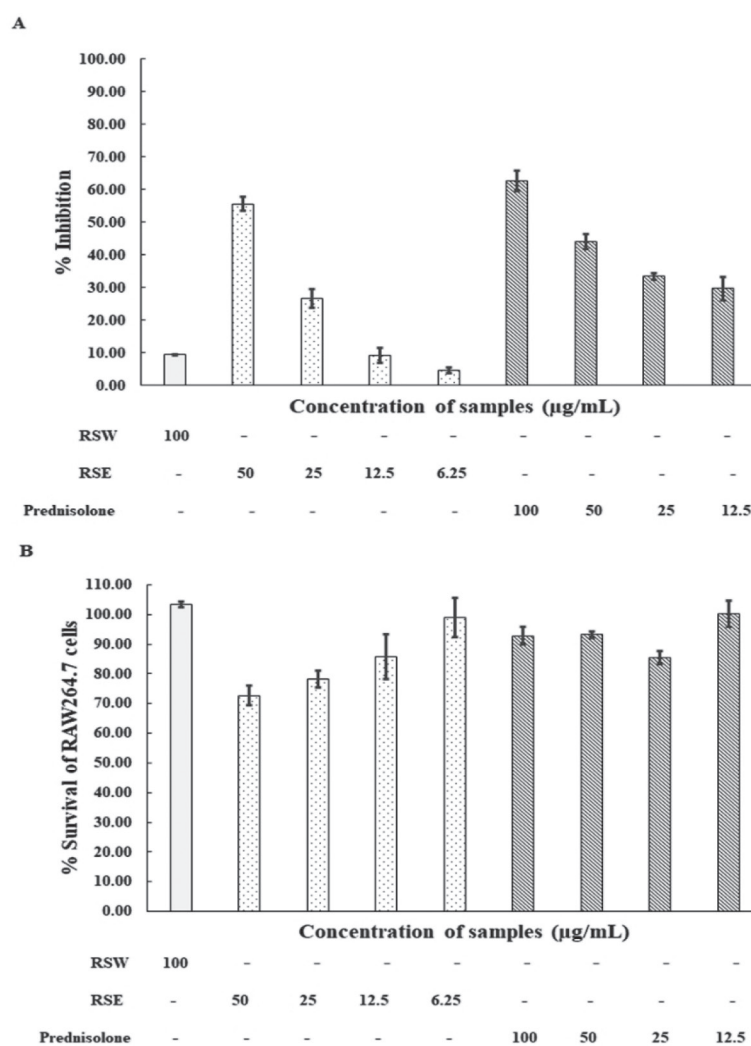 A
100.00
90.00
80.00
70.00
60.00
50.00
40.00
30.00
20.00
10.00
0.00
% Inhibition
Concentration of samples (µg/mL)
RSW 100 - - - - - - - -
RSE - 50 25 12.5 6.25 - - - -
Prednisolone - - - - - 100 50 25 12.5
B
110.00
100.00
90.00
80.00
70.00
60.00
50.00
40.00
30.00
20.00
10.00
0.00
% Survival of RAW264.7 cells
Concentration of samples (µg/mL)
RSW 100 - - - - - - - -
RSE - 50 25 12.5 6.25 - - - -
Prednisolone - - - - - 100 50 25 12.5